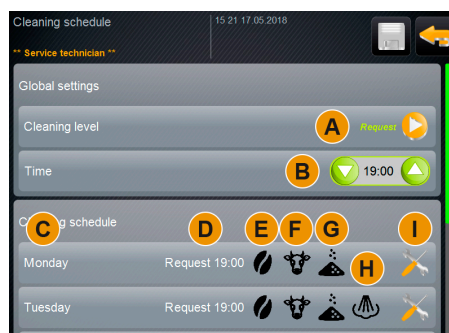 Cleaning schedule
15 21 17.05.2018
** Service technician **
Global settings
Cleaning level
A
Request
Time
B
19:00
C
schedule
D
E
F
G
I
Monday
Request 19:00
H
Tuesday
Request 19:00